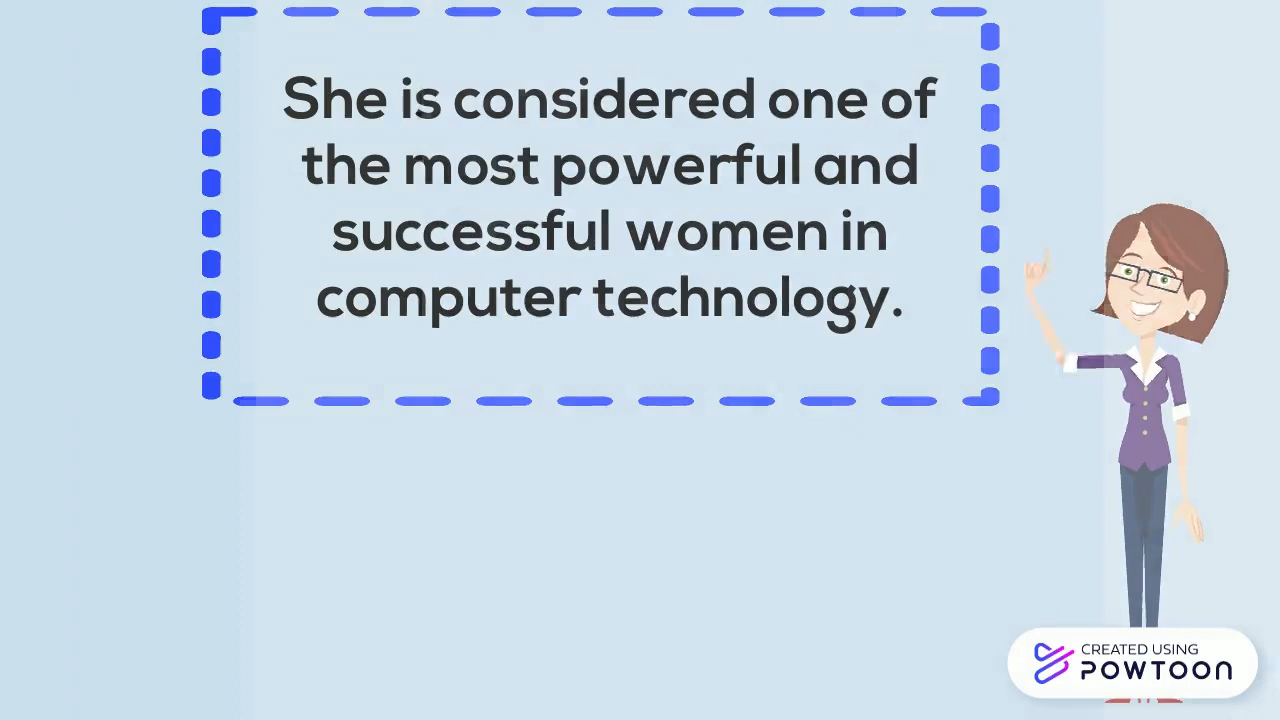 She is considered one of
the most powerful and
successful women in
computer technology.
CREATED USING
POWTOON